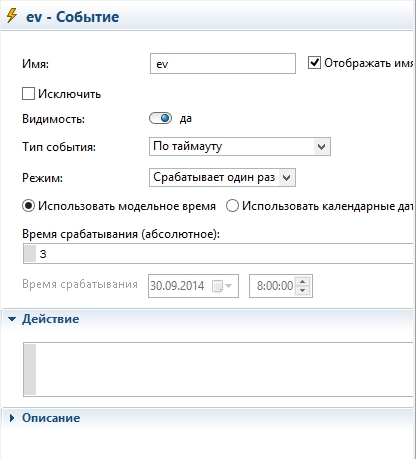 ev - Событие
Имя: ev Отображать имя
Исключить
Видимость: да
Тип события: По таймауту
Режим: Срабатывает один раз
Использовать модельное время Использовать календарные дат
Время срабатывания (абсолютное):
3
Время срабатывания 30.09.2014 8:00:00
Действие
Описание